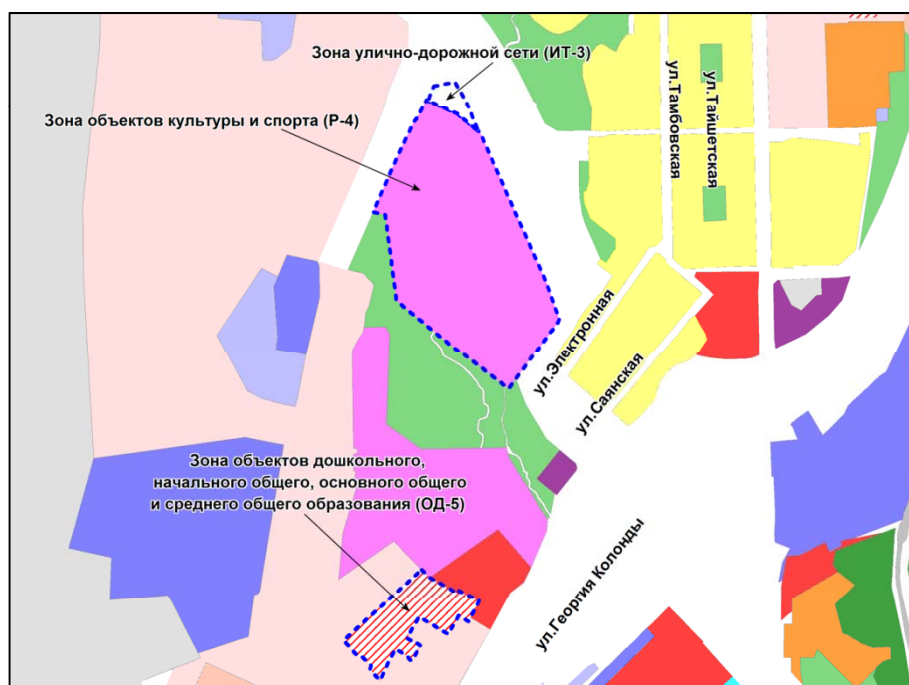 Зона улично-дорожной сети (ИТ-3)
Зона объектов культуры и спорта (Р-4)
ул.Тамбовская
ул.Тайшетская
ул.Электронная
ул.Саянская
Зона объектов дошкольного,
начального общего, основного общего
и среднего общего образования (ОД-5)
ул.Георгия Колонды